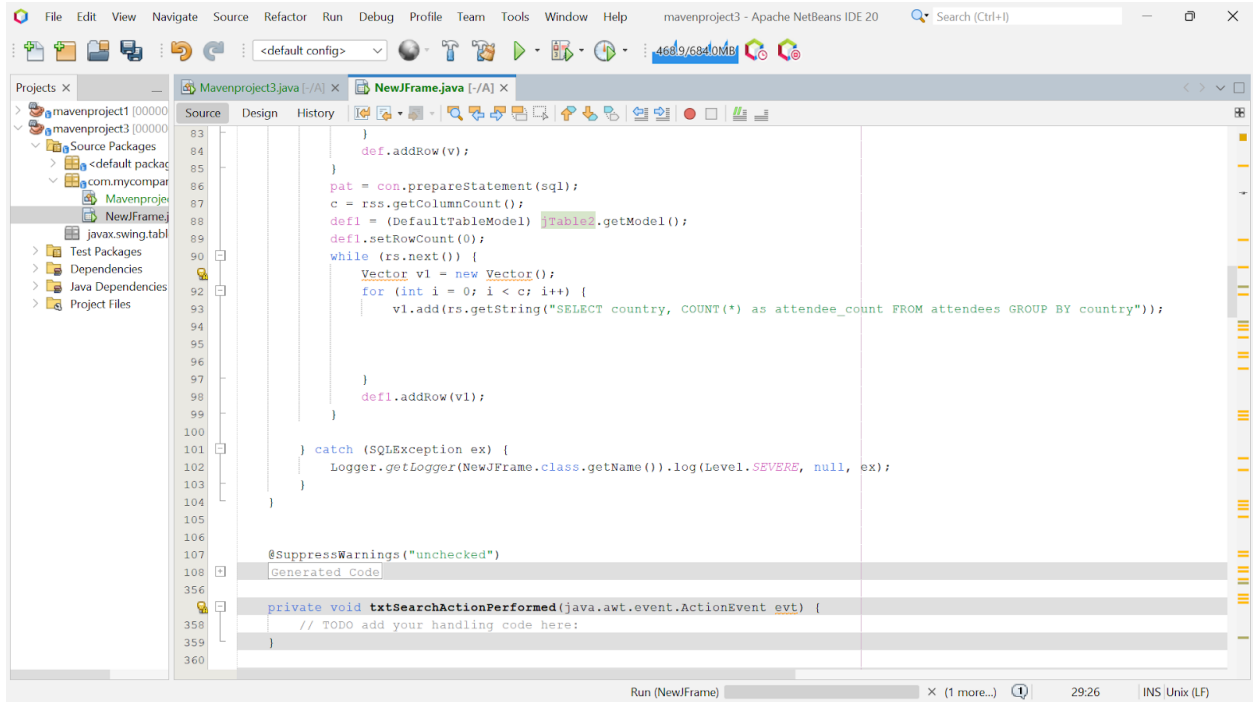 File Edit View Navigate Source Refactor Run Debug Profile Team Tools Window Help mavenproject3 - Apache NetBeans IDE 20 Search (Ctrl+I)
<default config> 468.9/684.0MB
Projects Mavenproject3.java [-/A] NewJFrame.java [-/A]
Source Design History
mavenproject1 [00000
mavenproject3 [00000
Source Packages
<default packag
com.mycompar
Mavenproje
NewJFrame.j
javax.swing.tabl
Test Packages
Dependencies
Java Dependencies
Project Files
83 }
84 def.addRow(v);
85 }
86 pat = con.prepareStatement(sql);
87 c = rss.getColumnCount();
88 def1 = (DefaultTableModel) jTable2.getModel();
89 def1.setRowCount(0);
90 while (rs.next()) {
Vector v1 = new Vector();
92 for (int i = 0; i < c; i++) {
93 v1.add(rs.getString("SELECT country, COUNT(*) as attendee_count FROM attendees GROUP BY country"));
94
95
96
97 }
98 def1.addRow(v1);
99 }
100
101 } catch (SQLException ex) {
102 Logger.getLogger(NewJFrame.class.getName()).log(Level.SEVERE, null, ex);
103 }
104 }
105
106
107 @SuppressWarnings("unchecked")
108 Generated Code
356
private void txtSearchActionPerformed(java.awt.event.ActionEvent evt) {
358 // TODO add your handling code here:
359 }
360
Run (NewJFrame) (1 more...) 1 29:26 INS Unix (LF)